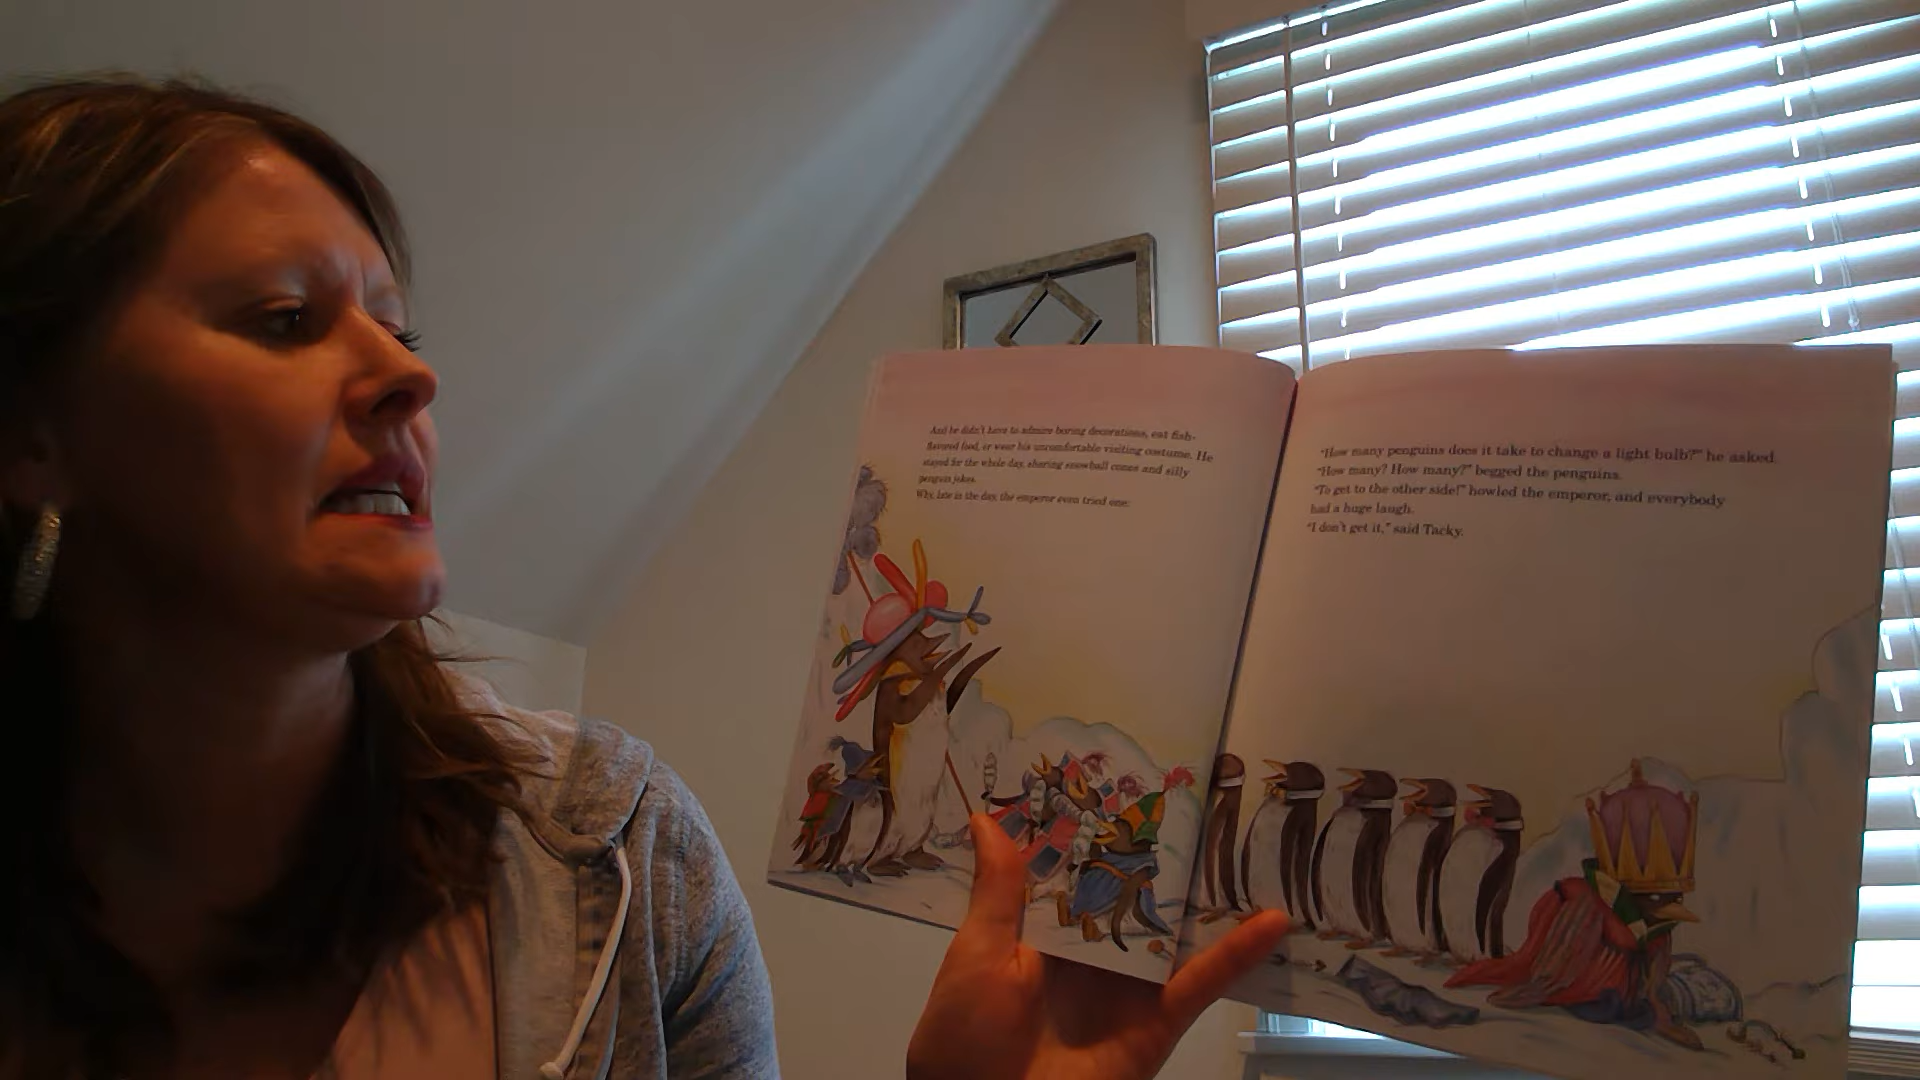 And he didn't have to admire boring decorations, eat fish-
flavored food, or wear his uncomfortable visiting costume. He
stayed for the whole day, sharing snowball cones and silly
penguin jokes.
Why, late in the day, the emperor even tried one:
"How many penguins does it take to change a light bulb?" he asked.
"How many? How many?" begged the penguins.
"To get to the other side!" howled the emperor, and everybody
had a huge laugh.
"I don't get it," said Tacky.